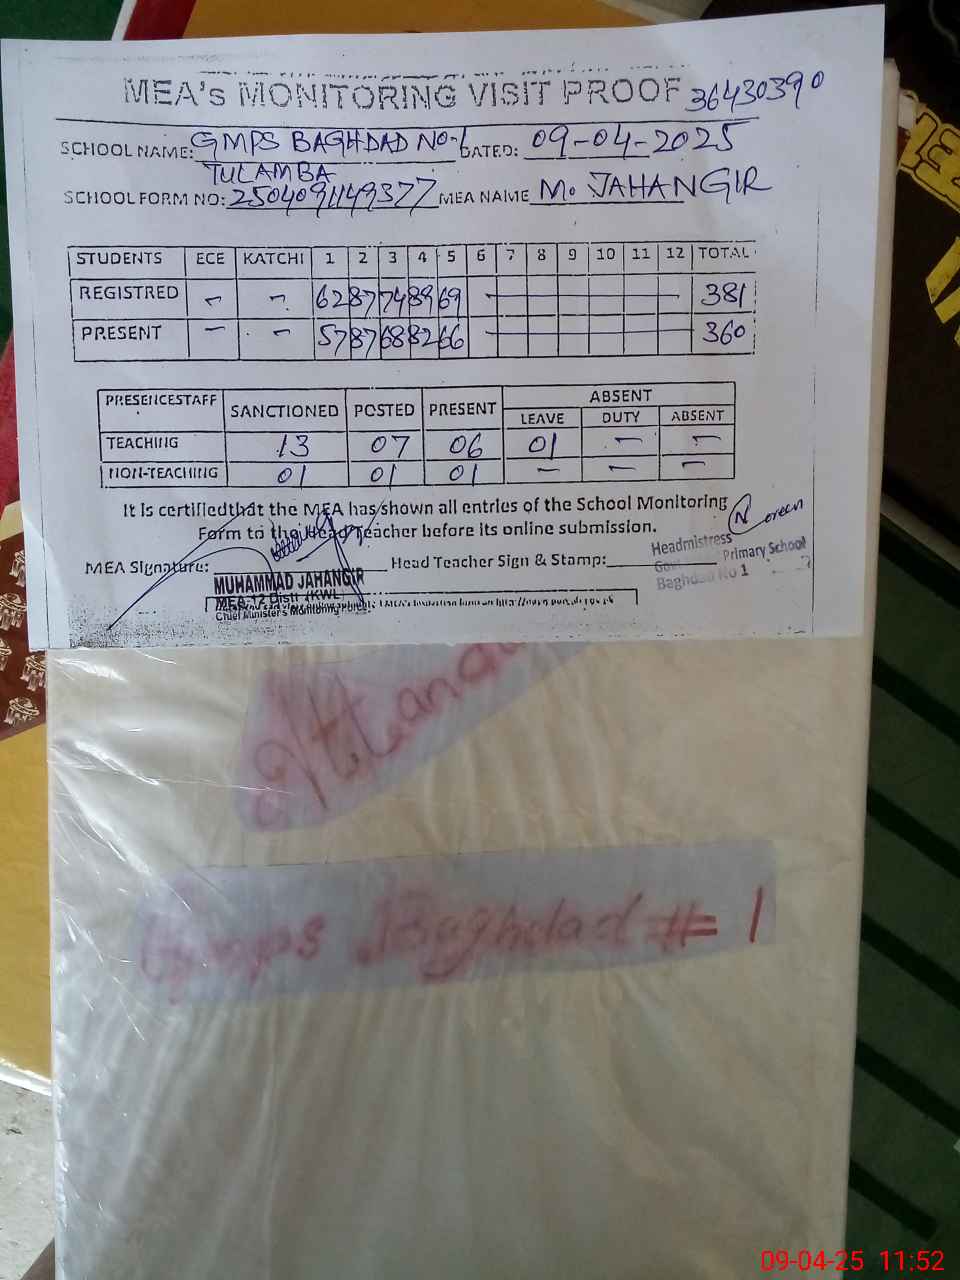 MEA's MONITORING VISIT PROOF 36430390
SCHOOL NAME: GMPS BAGHDAD NO-1 DATED: 09-04-2025
TULAMBA
SCHOOL FORM NO: 2504091149377 MEA NAME M. JAHANGIR
STUDENTS ECE KATCHI 1 2 3 4 5 6 7 8 9 10 11 12 TOTAL
REGISTRED - - 62 87 74 89 69 - 381
PRESENT - - 57 87 68 82 66 - 360
PRESENCESTAFF SANCTIONED POSTED PRESENT ABSENT
LEAVE DUTY ABSENT
TEACHING 13 07 06 01 - -
NON-TEACHING 01 01 01 - - -
It is certifiedthat the MEA has shown all entries of the School Monitoring
Form to the Head Teacher before its online submission.
Noreen
MEA Signature: Head Teacher Sign & Stamp:
Headmistress
Primary School
Baghdad No 1
MUHAMMAD JAHANGIR
MEA-12 Distt (KWL)
Chief Minister's Monitoring
Gmps Baghdad # 1
09-04-25 11:52